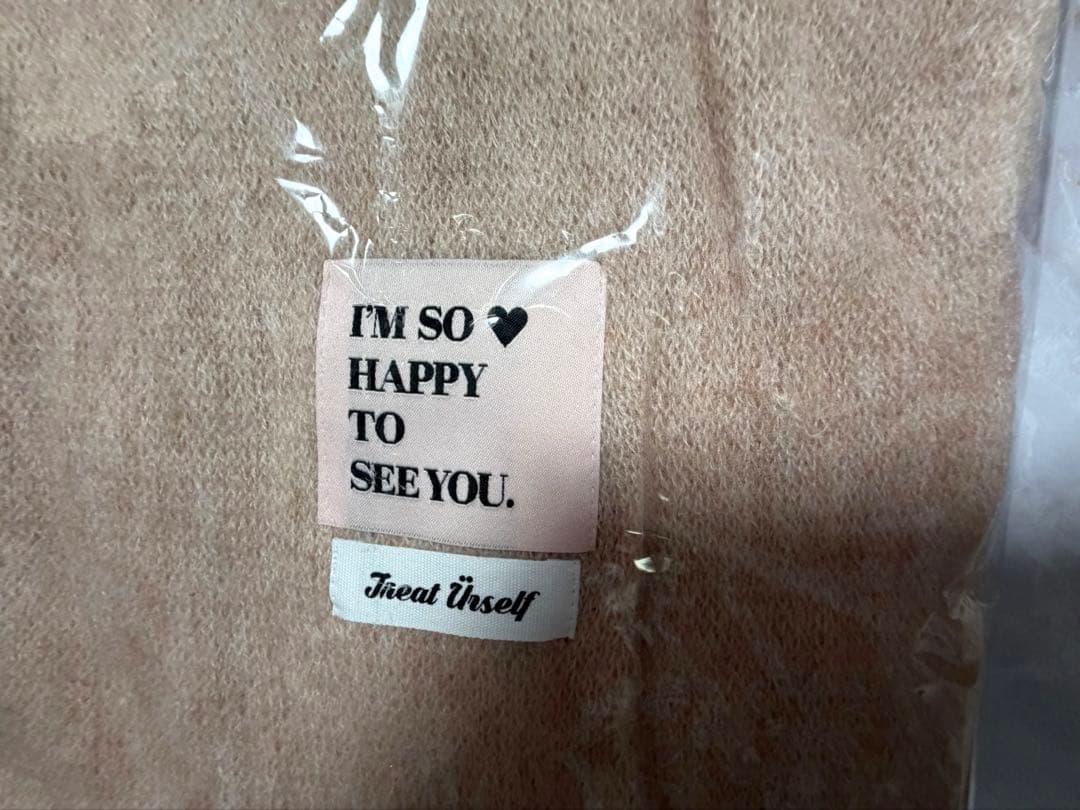 I'M SO ♥
HAPPY
TO
SEE YOU.
Treat Ürself